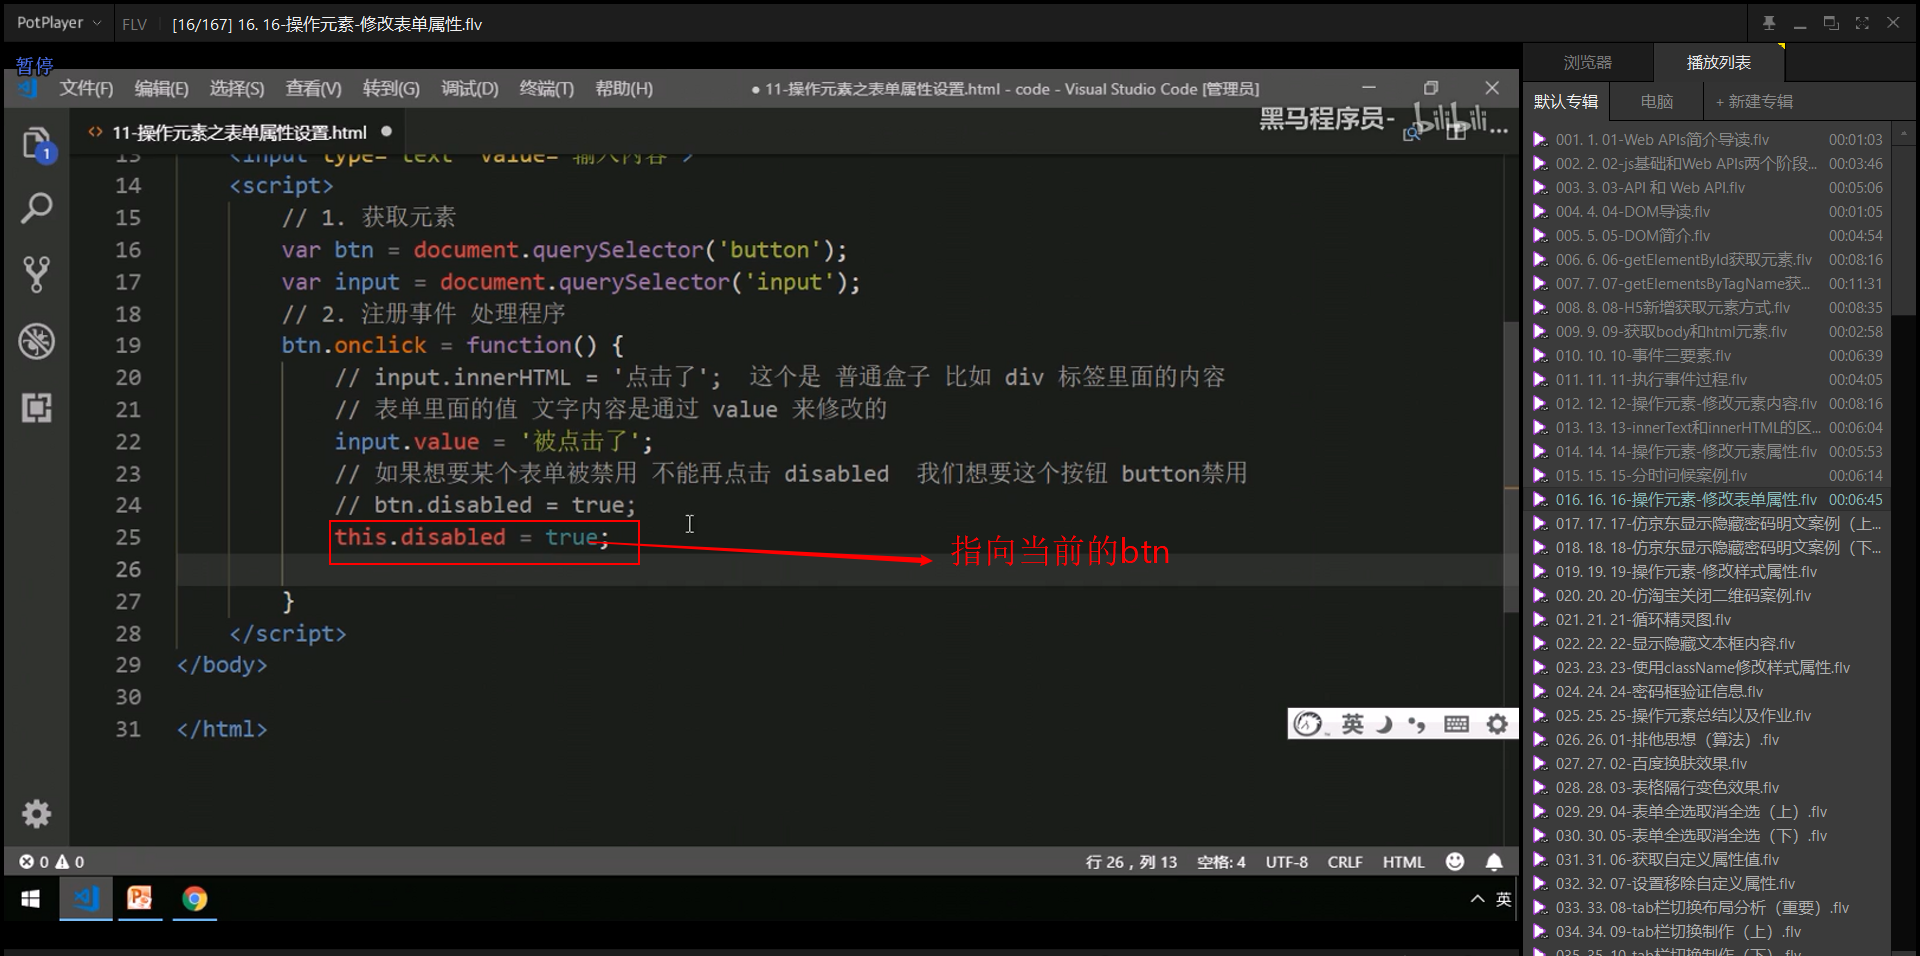 PotPlayer
FLV
[16/167] 16. 16-操作元素-修改表单属性.flv
暂停
文件(F) 编辑(E) 选择(S) 查看(V) 转到(G) 调试(D) 终端(T) 帮助(H)
● 11-操作元素之表单属性设置.html - code - Visual Studio Code [管理员]
1
<> 11-操作元素之表单属性设置.html ●
黑马程序员- bilibili
13 <input type="text" value="输入内容">
14 <script>
15 // 1. 获取元素
16 var btn = document.querySelector('button');
17 var input = document.querySelector('input');
18 // 2. 注册事件 处理程序
19 btn.onclick = function() {
20 // input.innerHTML = '点击了'; 这个是 普通盒子 比如 div 标签里面的内容
21 // 表单里面的值 文字内容是通过 value 来修改的
22 input.value = '被点击了';
23 // 如果想要某个表单被禁用 不能再点击 disabled 我们想要这个按钮 button禁用
24 // btn.disabled = true;
25 this.disabled = true;
指向当前的btn
26
27 }
28 </script>
29 </body>
30
31 </html>
英
0 0
行 26，列 13 空格: 4 UTF-8 CRLF HTML
英
浏览器 播放列表
默认专辑 电脑 + 新建专辑
001. 1. 01-Web APIs简介导读.flv 00:01:03
002. 2. 02-js基础和Web APIs两个阶段... 00:03:46
003. 3. 03-API 和 Web API.flv 00:05:06
004. 4. 04-DOM导读.flv 00:01:05
005. 5. 05-DOM简介.flv 00:04:54
006. 6. 06-getElementById获取元素.flv 00:08:16
007. 7. 07-getElementsByTagName获... 00:11:31
008. 8. 08-H5新增获取元素方式.flv 00:08:35
009. 9. 09-获取body和html元素.flv 00:02:58
010. 10. 10-事件三要素.flv 00:06:39
011. 11. 11-执行事件过程.flv 00:04:05
012. 12. 12-操作元素-修改元素内容.flv 00:08:16
013. 13. 13-innerText和innerHTML的区... 00:06:04
014. 14. 14-操作元素-修改元素属性.flv 00:05:53
015. 15. 15-分时问候案例.flv 00:06:14
016. 16. 16-操作元素-修改表单属性.flv 00:06:45
017. 17. 17-仿京东显示隐藏密码明文案例（上...
018. 18. 18-仿京东显示隐藏密码明文案例（下...
019. 19. 19-操作元素-修改样式属性.flv
020. 20. 20-仿淘宝关闭二维码案例.flv
021. 21. 21-循环精灵图.flv
022. 22. 22-显示隐藏文本框内容.flv
023. 23. 23-使用className修改样式属性.flv
024. 24. 24-密码框验证信息.flv
025. 25. 25-操作元素总结以及作业.flv
026. 26. 01-排他思想（算法）.flv
027. 27. 02-百度换肤效果.flv
028. 28. 03-表格隔行变色效果.flv
029. 29. 04-表单全选取消全选（上）.flv
030. 30. 05-表单全选取消全选（下）.flv
031. 31. 06-获取自定义属性值.flv
032. 32. 07-设置移除自定义属性.flv
033. 33. 08-tab栏切换布局分析（重要）.flv
034. 34. 09-tab栏切换制作（上）.flv
035. 35. 10-tab栏切换制作（下）.flv